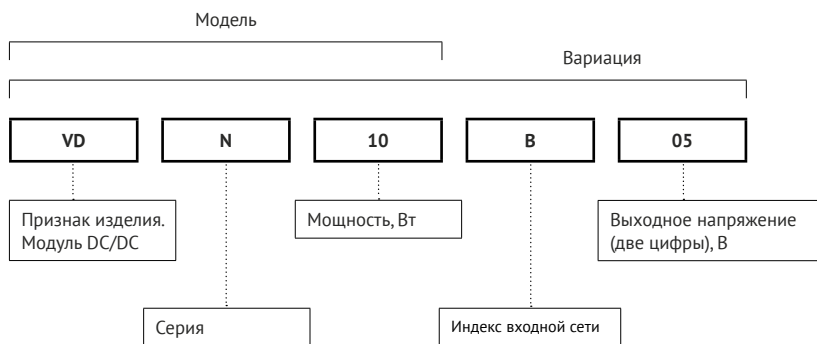 Модель
Вариация
VD N 10 B 05
Признак изделия.
Модуль DC/DC
Мощность, Вт
Выходное напряжение
(две цифры), В
Серия
Индекс входной сети